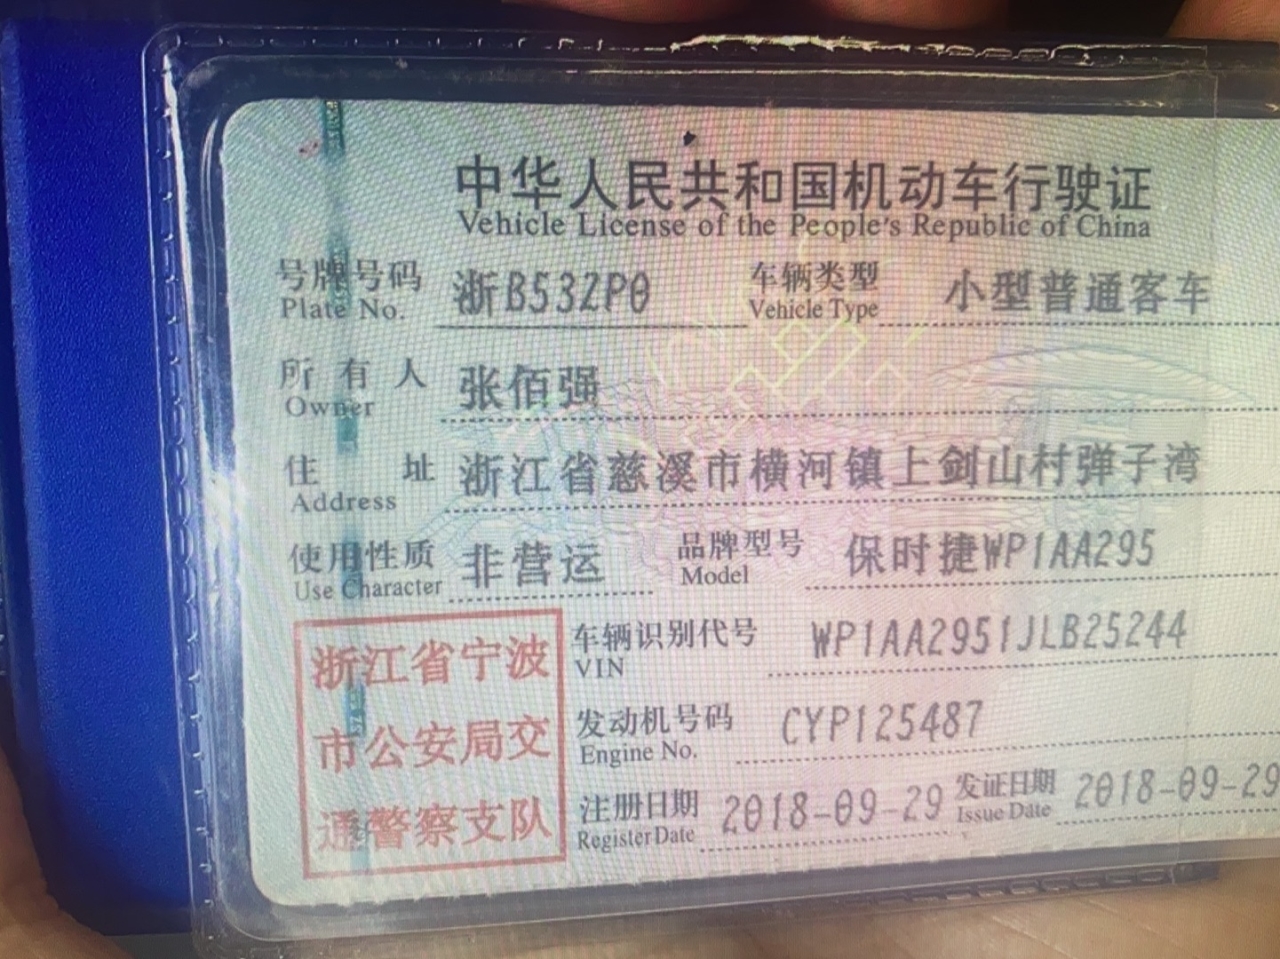 中华人民共和国机动车行驶证
Vehicle License of the People's Republic of China
号牌号码 浙B532P0 车辆类型 小型普通客车
Plate No. Vehicle Type
所有人 张佰强
Owner
住址 浙江省慈溪市横河镇上剑山村弹子湾
Address
使用性质 非营运 品牌型号 保时捷WP1AA295
Use Character Model
浙江省宁波
市公安局交
通警察支队
车辆识别代号 WP1AA2951JLB25244
VIN
发动机号码 CYP125487
Engine No.
注册日期 2018-09-29 发证日期 2018-09-29
Register Date Issue Date